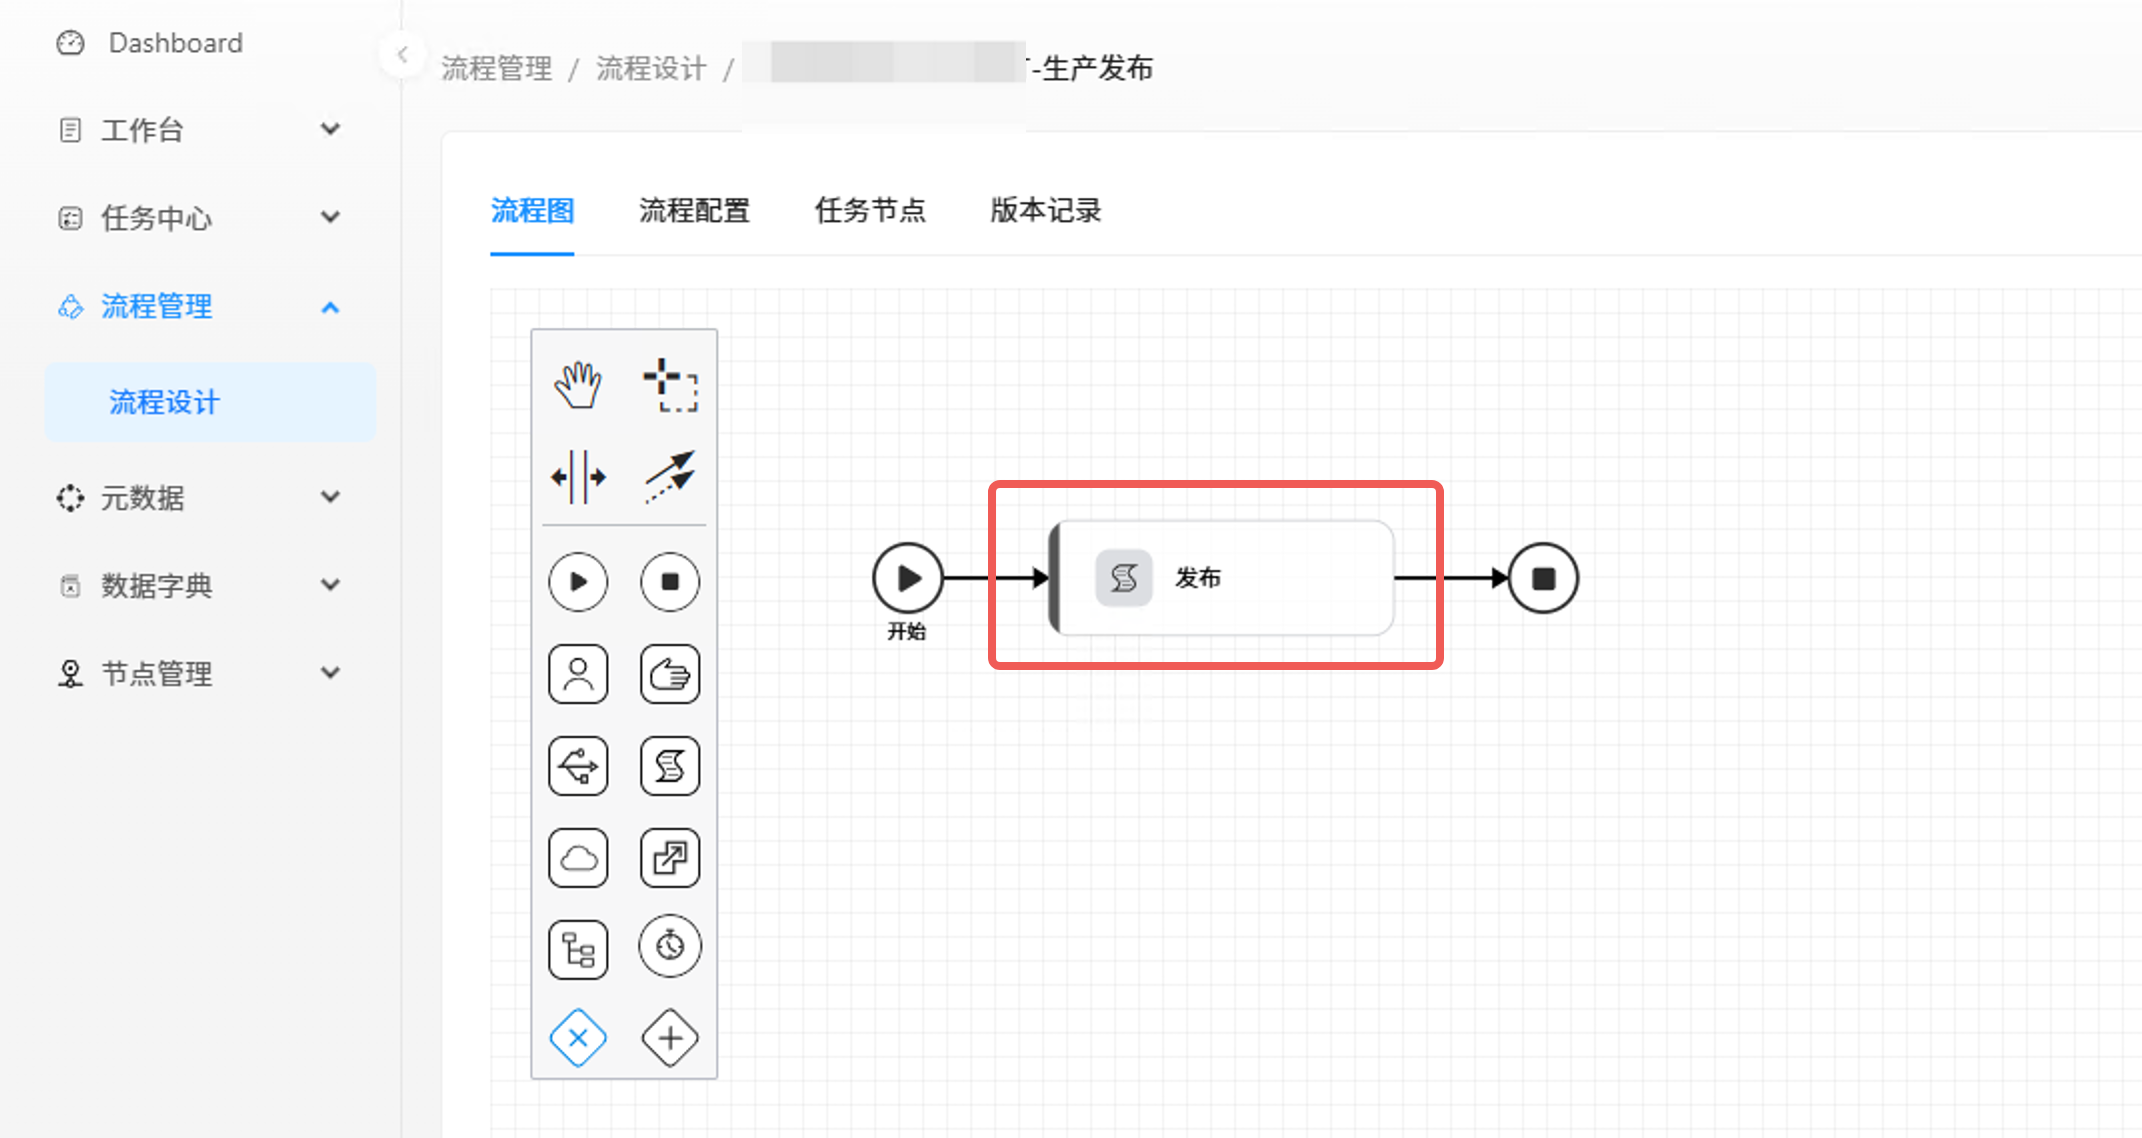 Dashboard
工作台
任务中心
流程管理
流程设计
元数据
数据字典
节点管理
流程管理 / 流程设计 /
-生产发布
流程图 流程配置 任务节点 版本记录
开始
发布